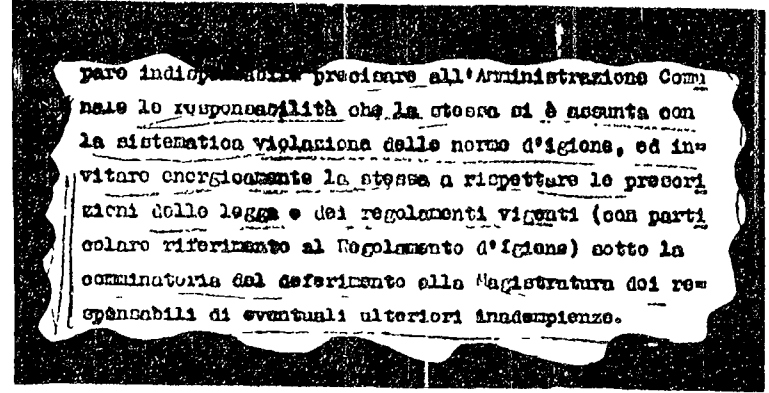 pare indispensabile precisare all'Amministrazione Comu
nale le responsabilità che la stessa si è assunta con
la sistematica violazione delle norme d'igiene, ed in=
vitare energicamente la stessa a rispettare le prescri
zioni delle legge e dei regolamenti vigenti (con parti
colare riferimento al Regolamento d'Igiene) sotto la
comminatoria del deferimento alla Magistratura dei re=
sponsabili di eventuali ulteriori inadempienze.